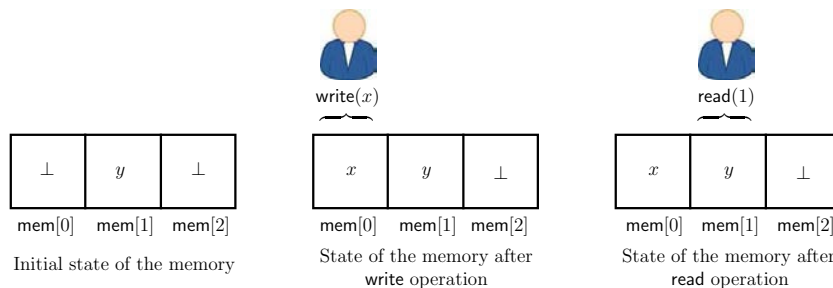 write(x)
read(1)
⊥ y ⊥
x y ⊥
x y ⊥
mem[0] mem[1] mem[2]
mem[0] mem[1] mem[2]
mem[0] mem[1] mem[2]
Initial state of the memory
State of the memory after
write operation
State of the memory after
read operation